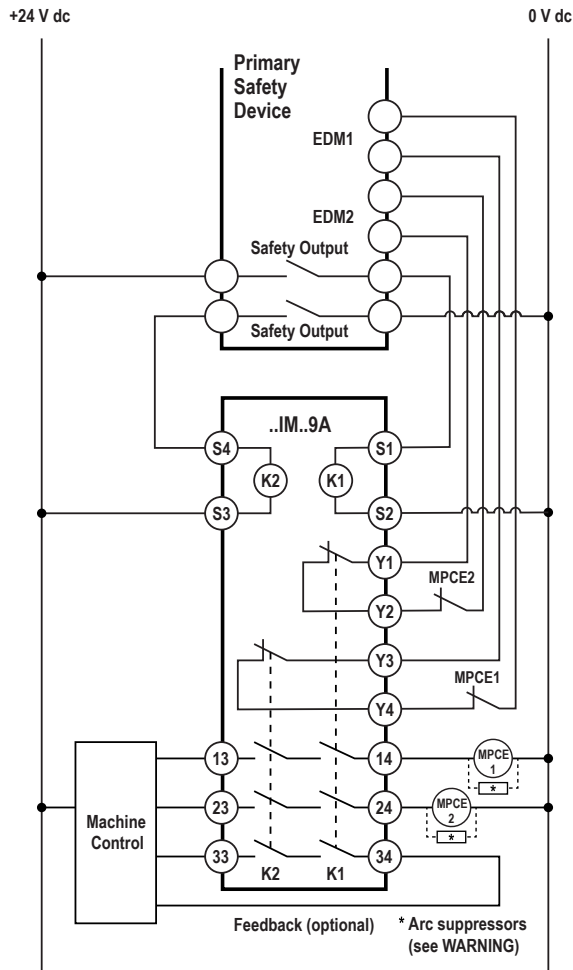 +24 V dc
0 V dc
Primary
Safety
Device
EDM1
EDM2
Safety Output
Safety Output
..IM..9A
S4
S1
K2
K1
S3
S2
Y1
MPCE2
Y2
Y3
MPCE1
Y4
13
14
MPCE
1
*
23
24
MPCE
2
*
Machine
Control
33
34
K2
K1
Feedback (optional)
* Arc suppressors
(see WARNING)